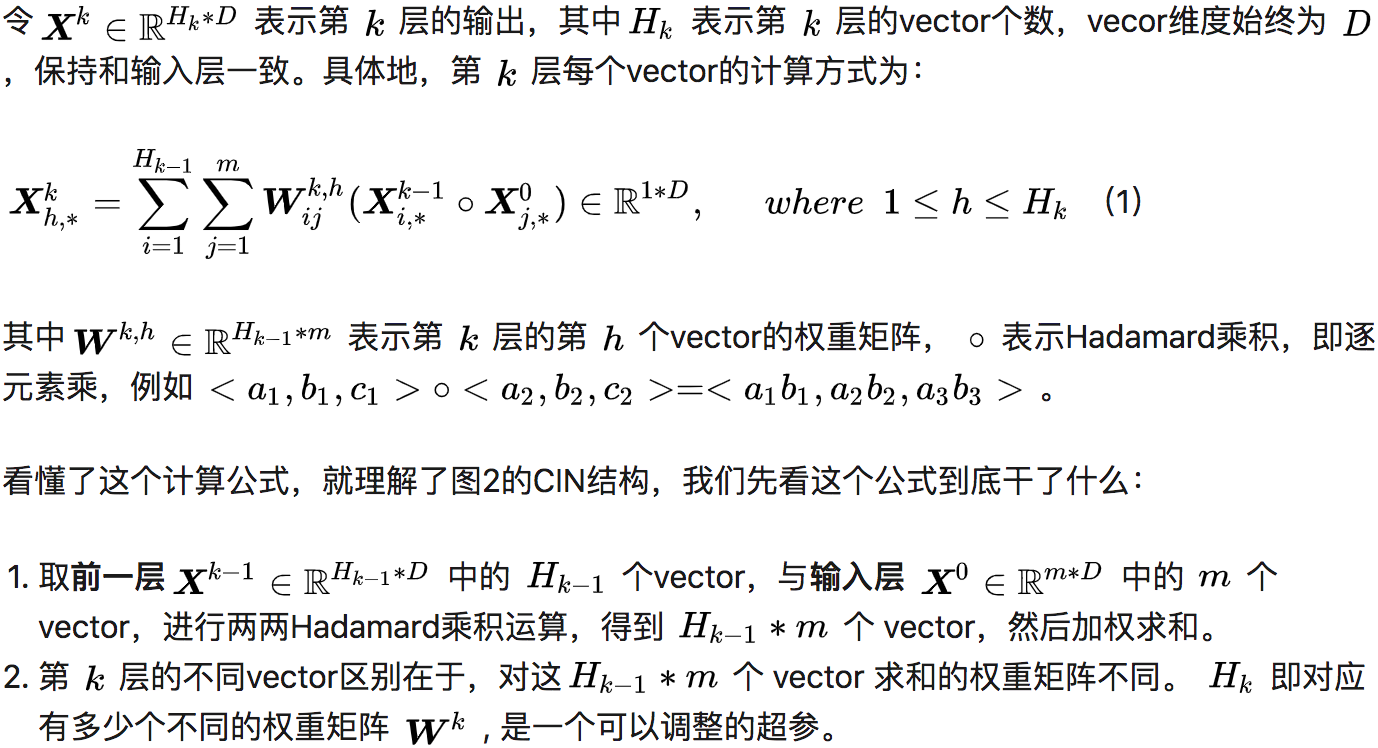 令 $\boldsymbol{X}^k \in \mathbb{R}^{H_k*D}$ 表示第 $k$ 层的输出，其中 $H_k$ 表示第 $k$ 层的vector个数，vecor维度始终为 $D$
，保持和输入层一致。具体地，第 $k$ 层每个vector的计算方式为：
$\boldsymbol{X}_{h,*}^k = \sum_{i=1}^{H_{k-1}} \sum_{j=1}^{m} \boldsymbol{W}_{ij}^{k,h} (\boldsymbol{X}_{i,*}^{k-1} \circ \boldsymbol{X}_{j,*}^0) \in \mathbb{R}^{1*D}, \quad where \ 1 \le h \le H_k$ (1)
其中 $\boldsymbol{W}^{k,h} \in \mathbb{R}^{H_{k-1}*m}$ 表示第 $k$ 层的第 $h$ 个vector的权重矩阵， $\circ$ 表示Hadamard乘积，即逐
元素乘，例如 $< a_1, b_1, c_1 > \circ < a_2, b_2, c_2 >=< a_1b_1, a_2b_2, a_3b_3 >$ 。
看懂了这个计算公式，就理解了图2的CIN结构，我们先看这个公式到底干了什么：
1. 取前一层 $\boldsymbol{X}^{k-1} \in \mathbb{R}^{H_{k-1}*D}$ 中的 $H_{k-1}$ 个vector，与输入层 $\boldsymbol{X}^0 \in \mathbb{R}^{m*D}$ 中的 $m$ 个
vector，进行两两Hadamard乘积运算，得到 $H_{k-1} * m$ 个 vector，然后加权求和。
2. 第 $k$ 层的不同vector区别在于，对这 $H_{k-1} * m$ 个 vector 求和的权重矩阵不同。 $H_k$ 即对应
有多少个不同的权重矩阵 $\boldsymbol{W}^k$ , 是一个可以调整的超参。